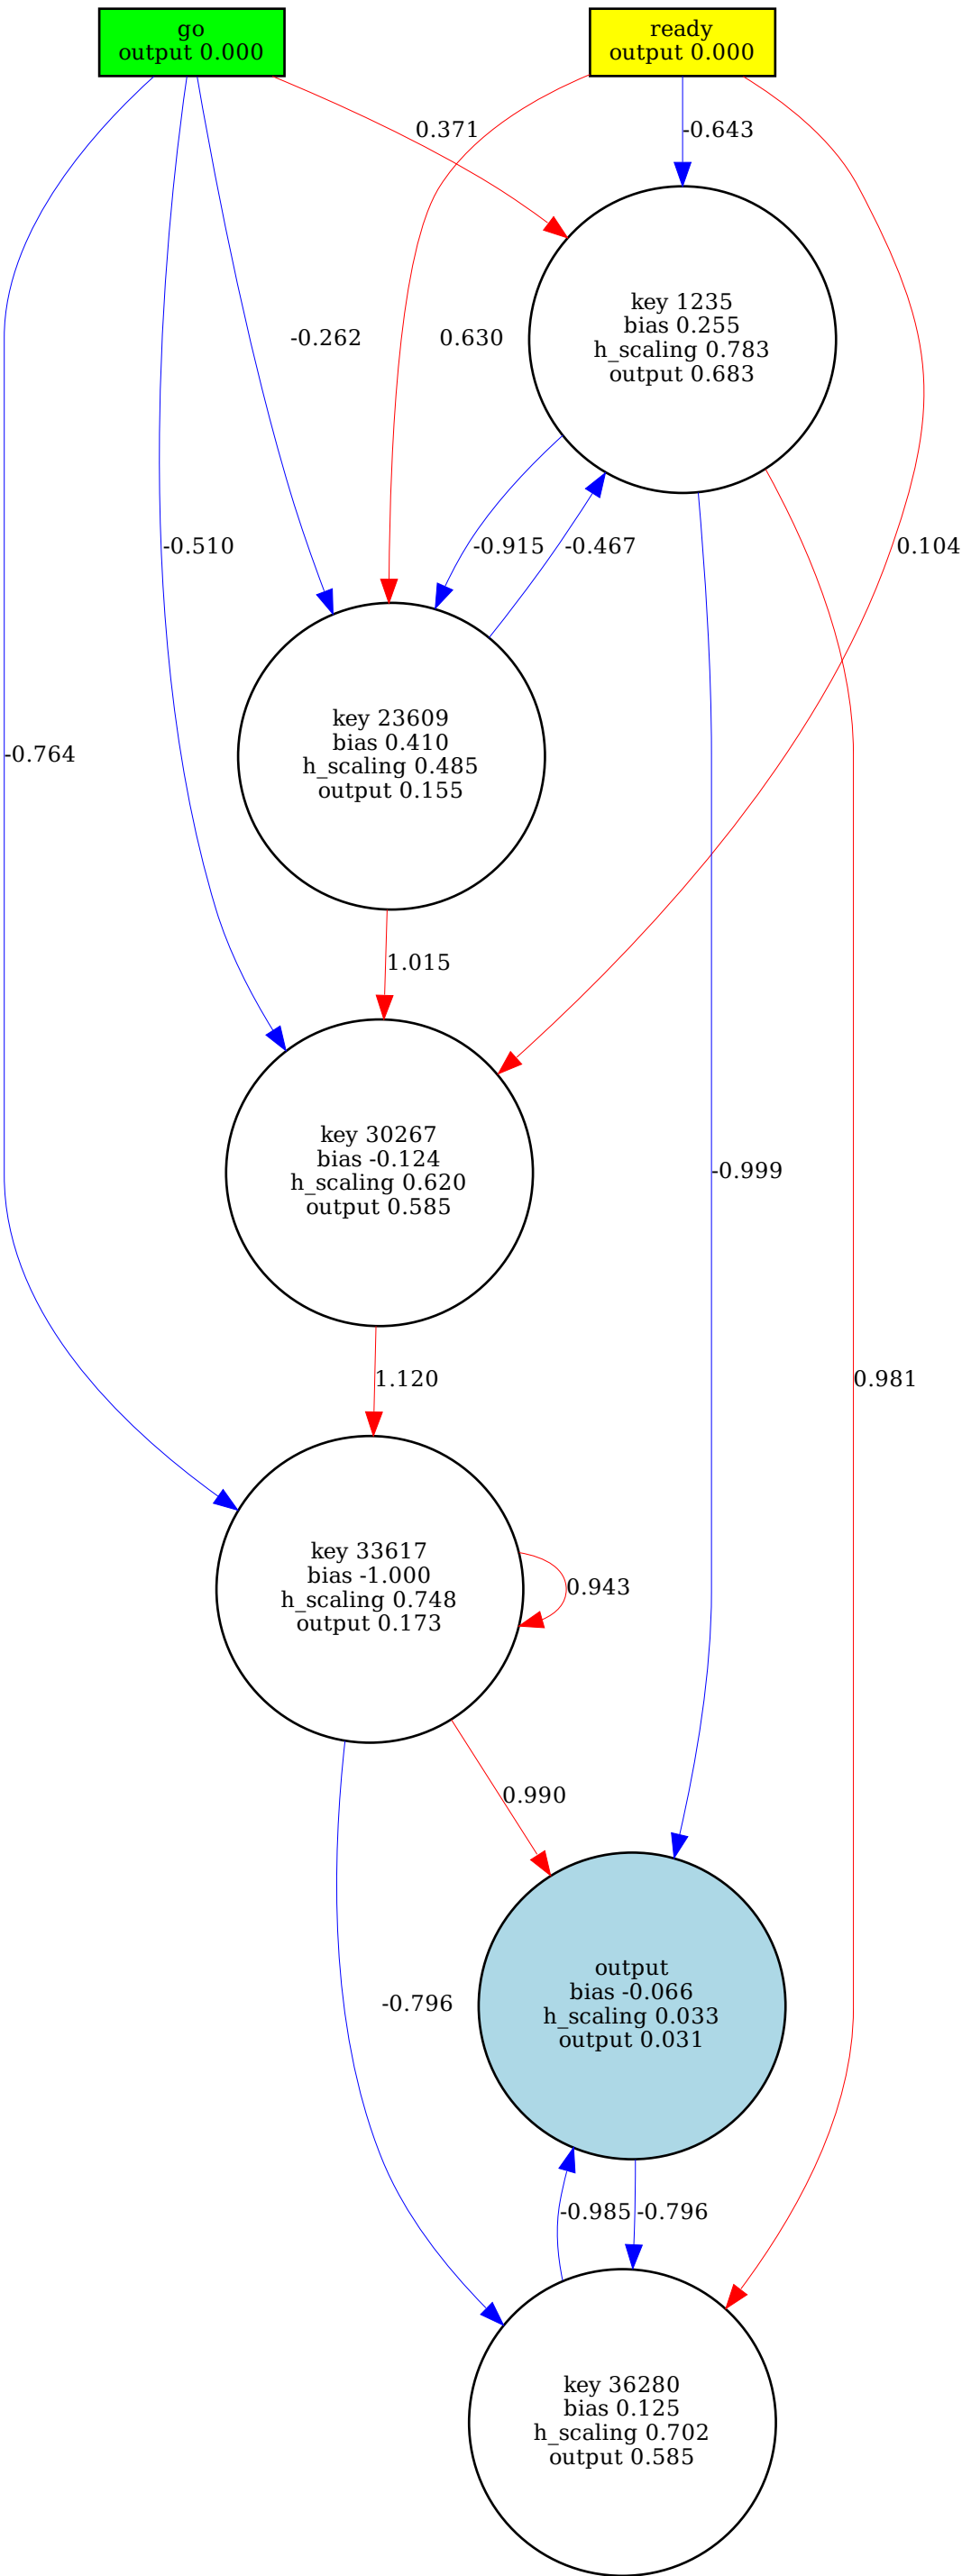 go
output 0.000
ready
output 0.000
0.371
-0.643
key 1235
bias 0.255
h_scaling 0.783
output 0.683
-0.262
0.630
-0.510
-0.915
-0.467
0.104
key 23609
bias 0.410
h_scaling 0.485
output 0.155
-0.764
1.015
key 30267
bias -0.124
h_scaling 0.620
output 0.585
-0.999
1.120
0.981
key 33617
bias -1.000
h_scaling 0.748
output 0.173
0.943
0.990
output
bias -0.066
h_scaling 0.033
output 0.031
-0.796
-0.985
-0.796
key 36280
bias 0.125
h_scaling 0.702
output 0.585